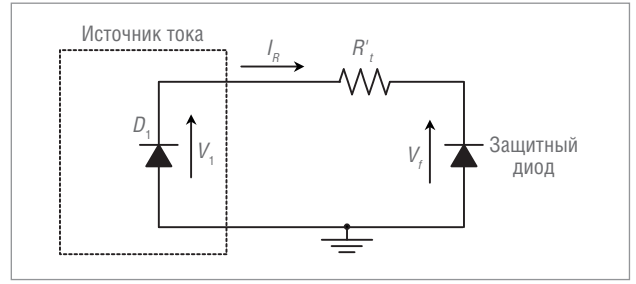 Источник тока
I_R
R'_t
D_1
V_1
V_f
Защитный
диод